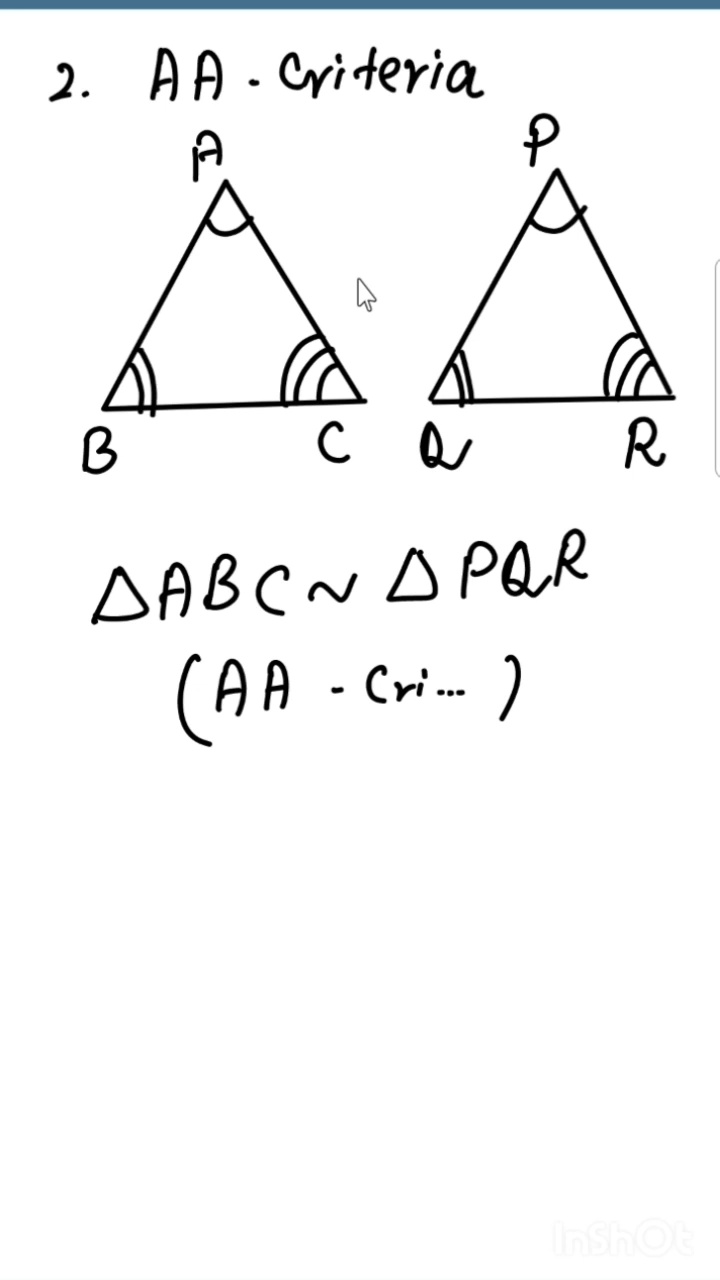 2. AA - Criteria
A P
B C Q R
△ABC ~ △PQR
(AA - Cri... )
InShOt